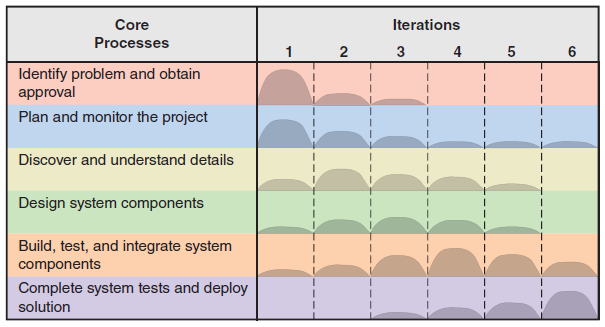 Core
Processes
Iterations
1 2 3 4 5 6
Identify problem and obtain
approval
Plan and monitor the project
Discover and understand details
Design system components
Build, test, and integrate system
components
Complete system tests and deploy
solution